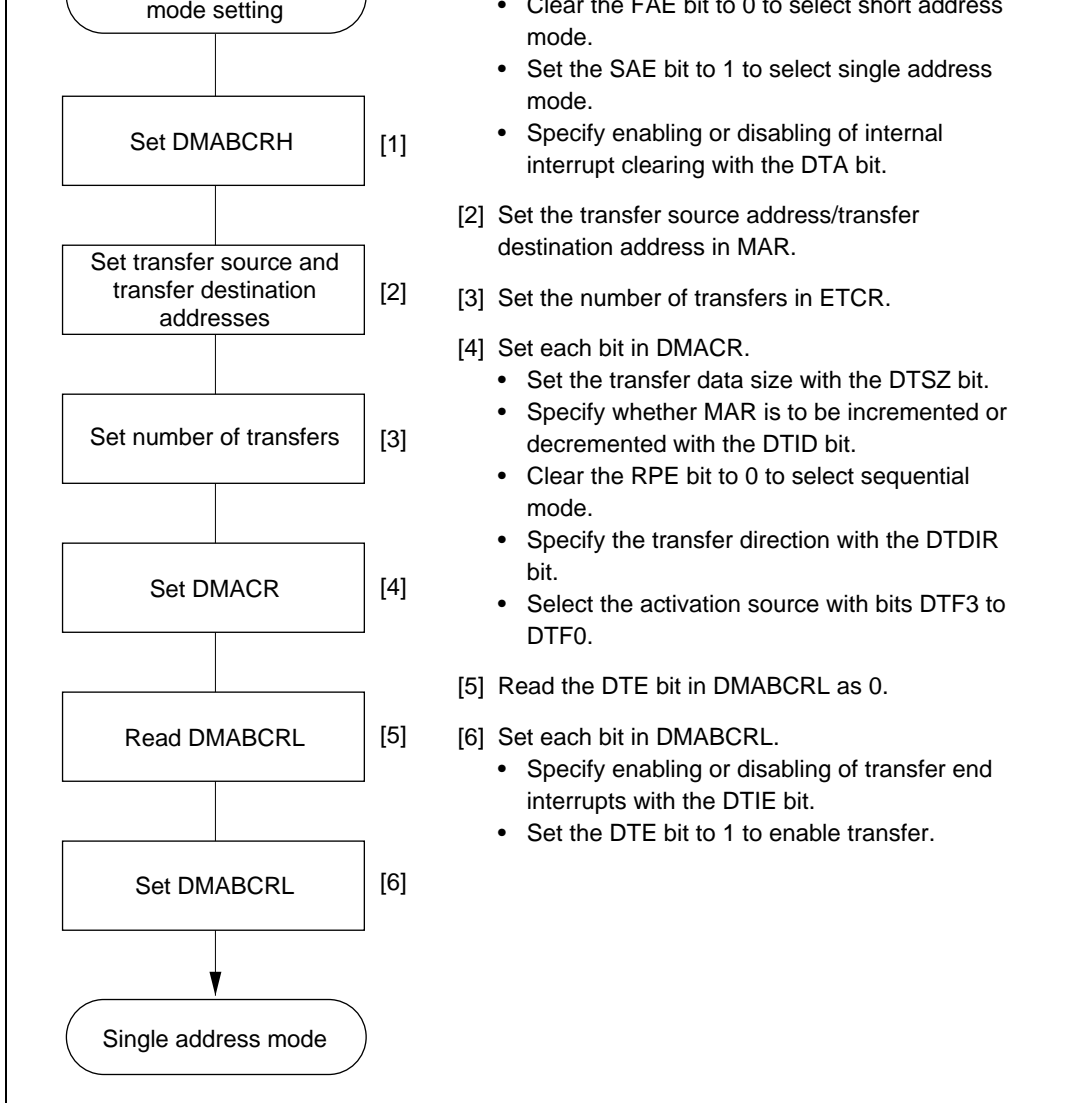 mode setting
Set DMABCRH
[1]
Set transfer source and
transfer destination
addresses
[2]
Set number of transfers
[3]
Set DMACR
[4]
Read DMABCRL
[5]
Set DMABCRL
[6]
Single address mode
• Clear the FAE bit to 0 to select short address
mode.
• Set the SAE bit to 1 to select single address
mode.
• Specify enabling or disabling of internal
interrupt clearing with the DTA bit.
[2] Set the transfer source address/transfer
destination address in MAR.
[3] Set the number of transfers in ETCR.
[4] Set each bit in DMACR.
• Set the transfer data size with the DTSZ bit.
• Specify whether MAR is to be incremented or
decremented with the DTID bit.
• Clear the RPE bit to 0 to select sequential
mode.
• Specify the transfer direction with the DTDIR
bit.
• Select the activation source with bits DTF3 to
DTF0.
[5] Read the DTE bit in DMABCRL as 0.
[6] Set each bit in DMABCRL.
• Specify enabling or disabling of transfer end
interrupts with the DTIE bit.
• Set the DTE bit to 1 to enable transfer.